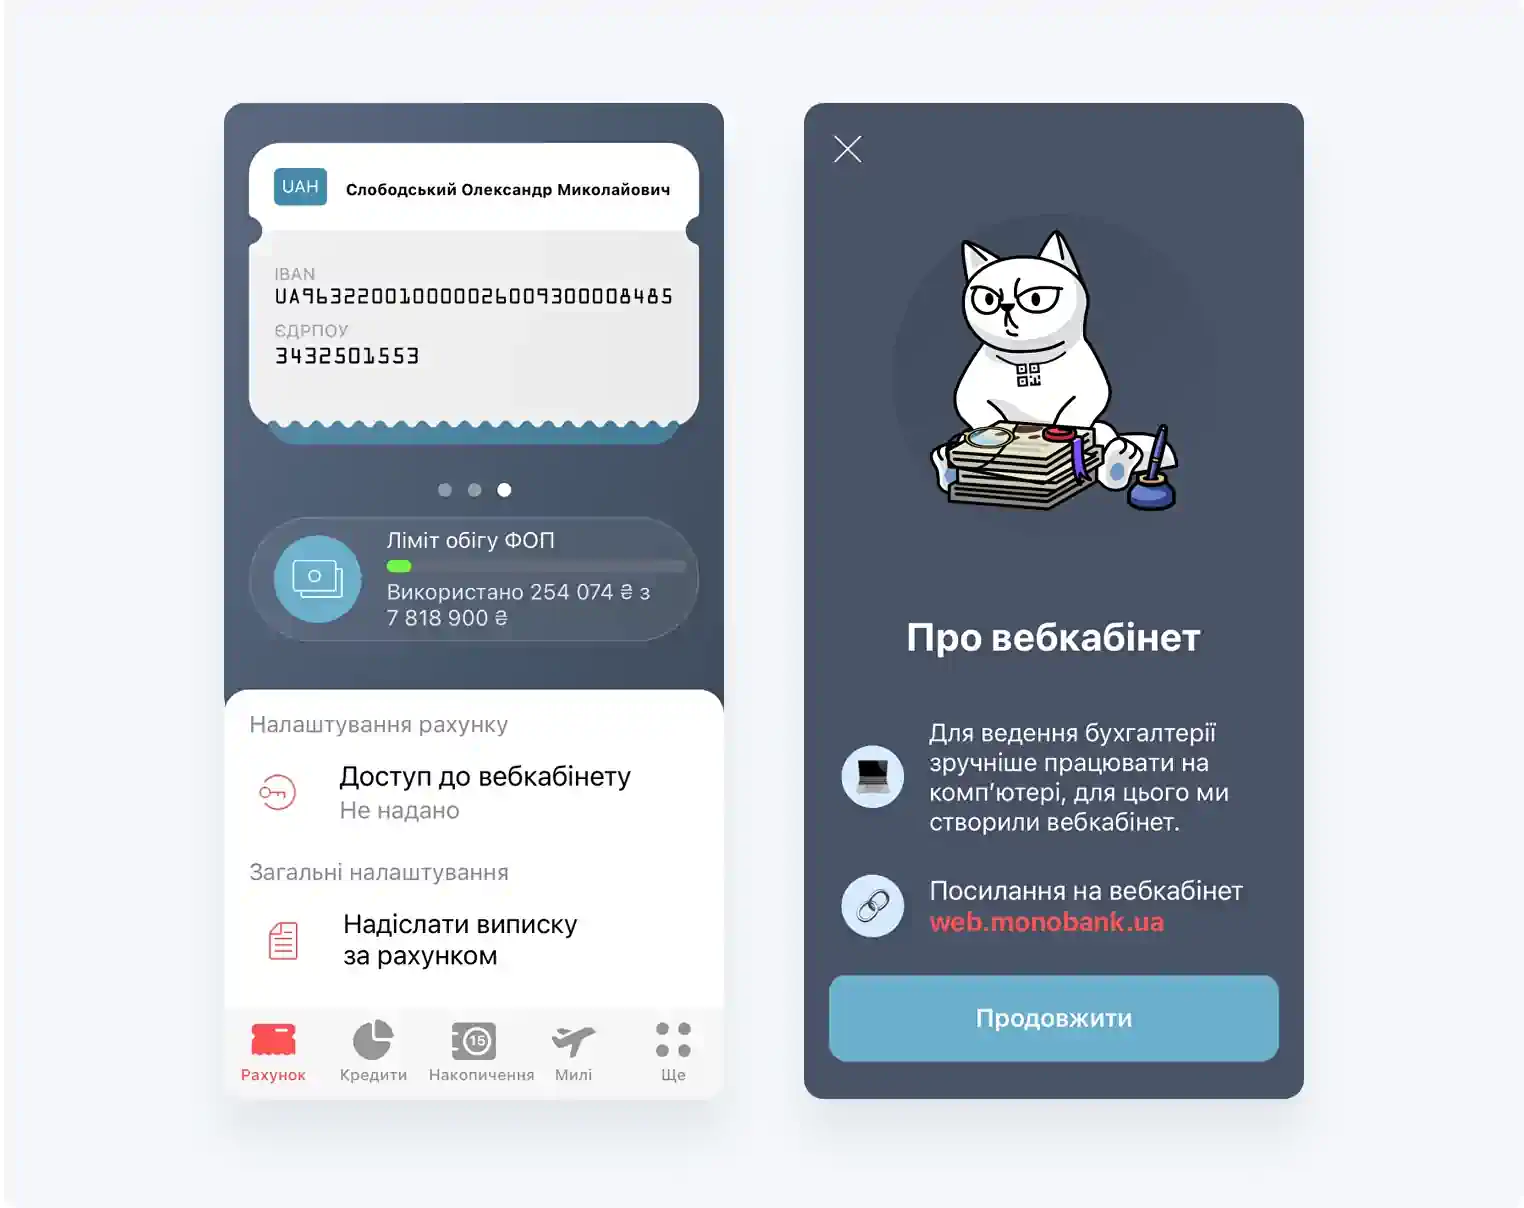 UAH
Слободський Олександр Миколайович
IBAN
UA963220010000026009300008485
ЄДРПОУ
3432501553
Ліміт обігу ФОП
Використано 254 074 ₴ з
7 818 900 ₴
Налаштування рахунку
Доступ до вебкабінету
Не надано
Загальні налаштування
Надіслати виписку
за рахунком
15
Рахунок
Кредити
Накопичення
Милі
Ще
Про вебкабінет
Для ведення бухгалтерії
зручніше працювати на
комп’ютері, для цього ми
створили вебкабінет.
Посилання на вебкабінет
web.monobank.ua
Продовжити